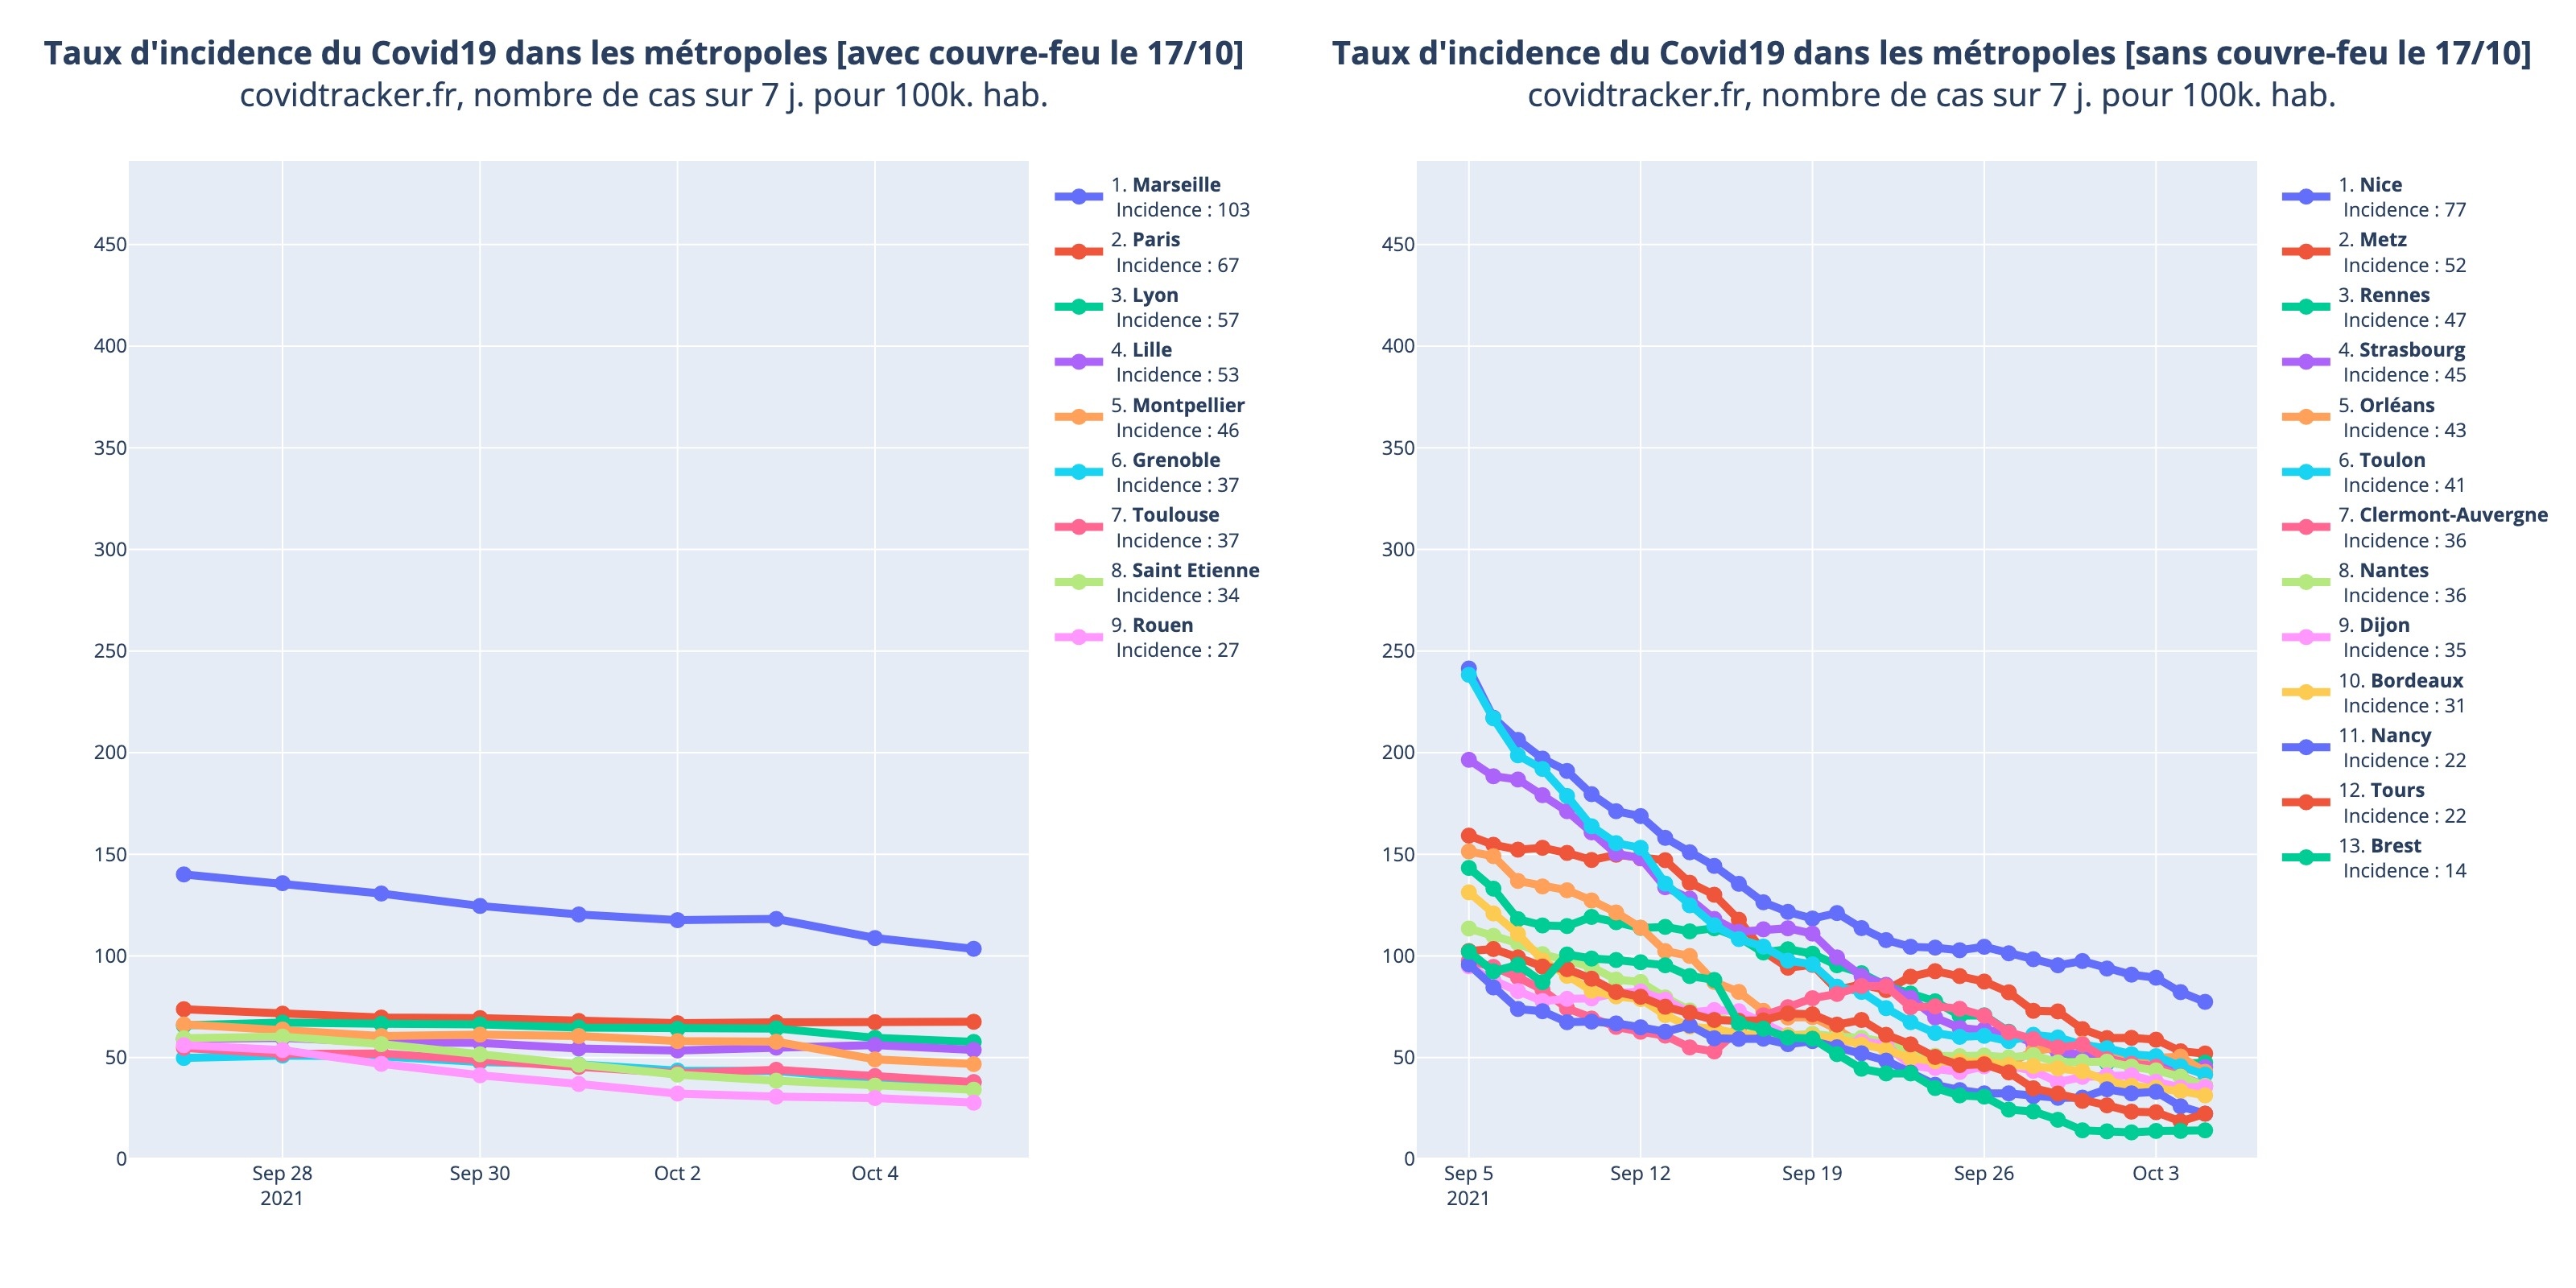 Taux d'incidence du Covid19 dans les métropoles [avec couvre-feu le 17/10]
covidtracker.fr, nombre de cas sur 7 j. pour 100k. hab.
450
400
350
300
250
200
150
100
50
0
Sep 28
2021
Sep 30
Oct 2
Oct 4
1. Marseille
Incidence : 103
2. Paris
Incidence : 67
3. Lyon
Incidence : 57
4. Lille
Incidence : 53
5. Montpellier
Incidence : 46
6. Grenoble
Incidence : 37
7. Toulouse
Incidence : 37
8. Saint Etienne
Incidence : 34
9. Rouen
Incidence : 27
Taux d'incidence du Covid19 dans les métropoles [sans couvre-feu le 17/10]
covidtracker.fr, nombre de cas sur 7 j. pour 100k. hab.
450
400
350
300
250
200
150
100
50
0
Sep 5
2021
Sep 12
Sep 19
Sep 26
Oct 3
1. Nice
Incidence : 77
2. Metz
Incidence : 52
3. Rennes
Incidence : 47
4. Strasbourg
Incidence : 45
5. Orléans
Incidence : 43
6. Toulon
Incidence : 41
7. Clermont-Auvergne
Incidence : 36
8. Nantes
Incidence : 36
9. Dijon
Incidence : 35
10. Bordeaux
Incidence : 31
11. Nancy
Incidence : 22
12. Tours
Incidence : 22
13. Brest
Incidence : 14